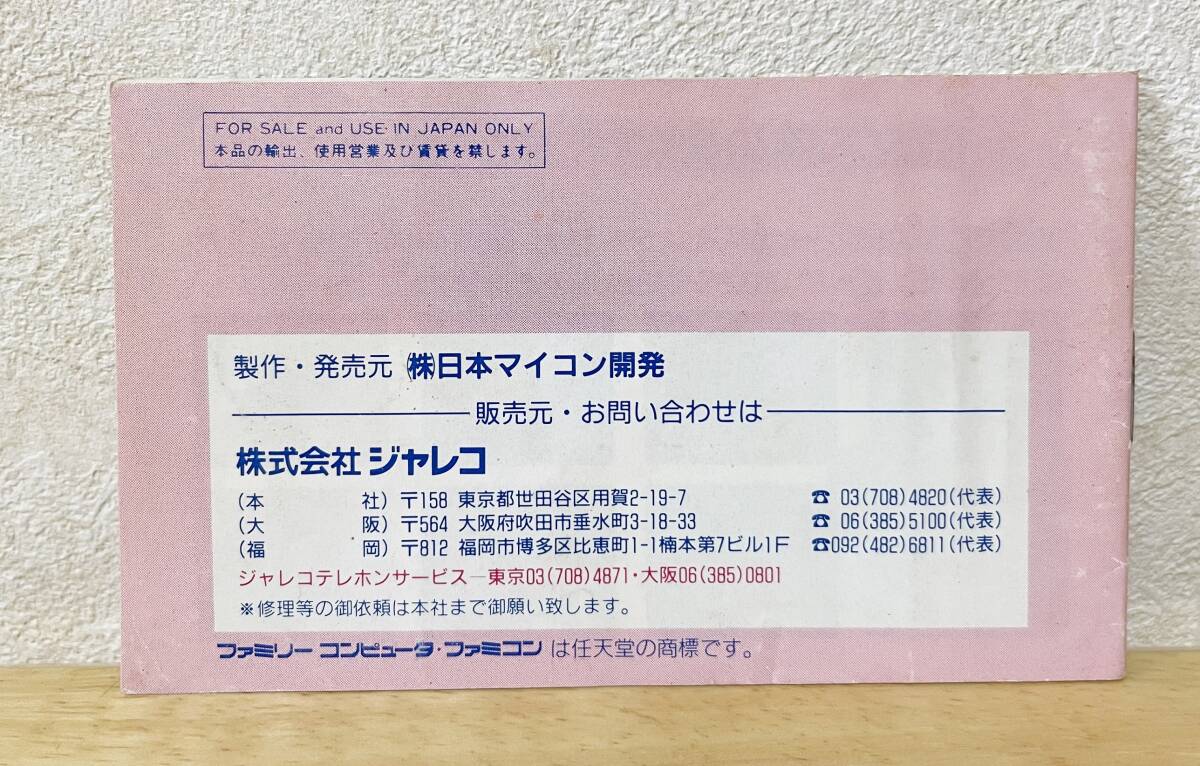 FOR SALE and USE IN JAPAN ONLY
本品の輸出、使用営業及び賃貸を禁します。
製作・発売元 ㈱日本マイコン開発
販売元・お問い合わせは
株式会社 ジャレコ
(本 社) 〒158 東京都世田谷区用賀2-19-7 ☎ 03(708)4820(代表)
(大 阪) 〒564 大阪府吹田市垂水町3-18-33 ☎ 06(385)5100(代表)
(福 岡) 〒812 福岡市博多区比恵町1-1楠本第7ビル1F ☎092(482)6811(代表)
ジャレコテレホンサービス—東京03(708)4871・大阪06(385)0801
※修理等の御依頼は本社まで御願い致します。
ファミリー コンピュータ・ファミコン は任天堂の商標です。